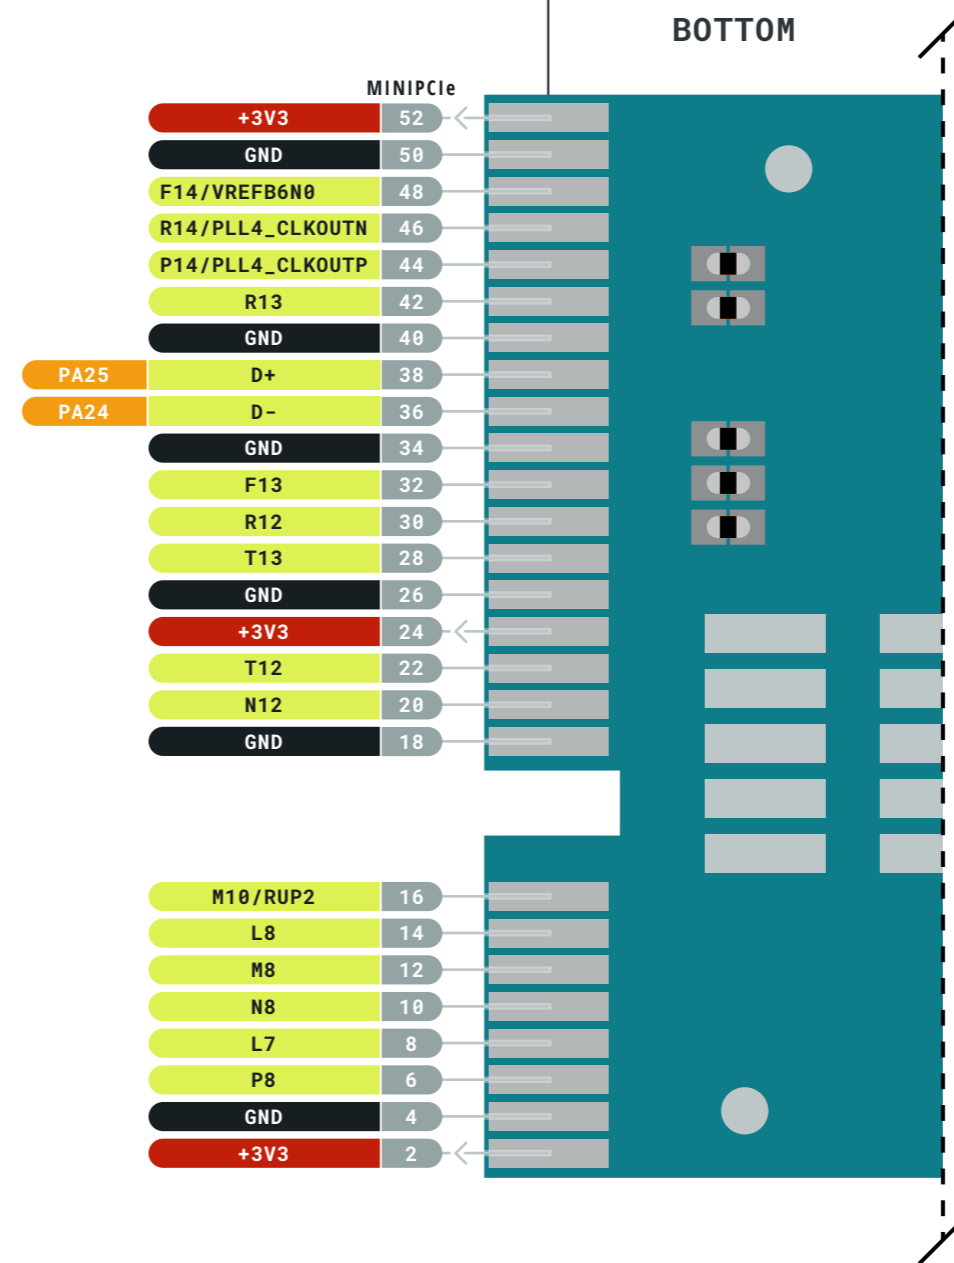 BOTTOM
MINIPCIe
+3V3 52
GND 50
F14/VREFB6N0 48
R14/PLL4_CLKOUTN 46
P14/PLL4_CLKOUTP 44
R13 42
GND 40
PA25 D+ 38
PA24 D- 36
GND 34
F13 32
R12 30
T13 28
GND 26
+3V3 24
T12 22
N12 20
GND 18
M10/RUP2 16
L8 14
M8 12
N8 10
L7 8
P8 6
GND 4
+3V3 2